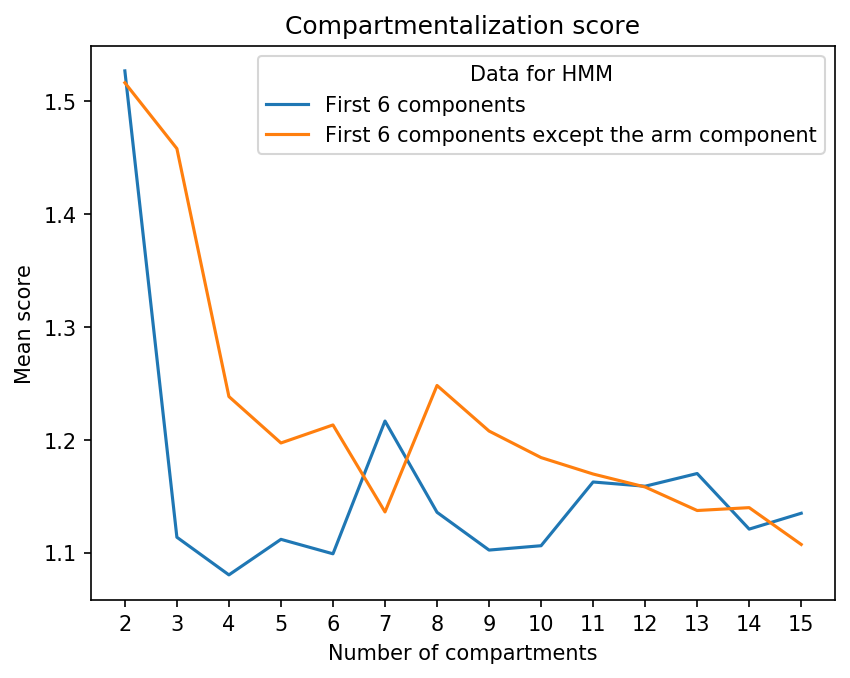 Compartmentalization score
Data for HMM
First 6 components
First 6 components except the arm component
Mean score
1.5
1.4
1.3
1.2
1.1
2 3 4 5 6 7 8 9 10 11 12 13 14 15
Number of compartments